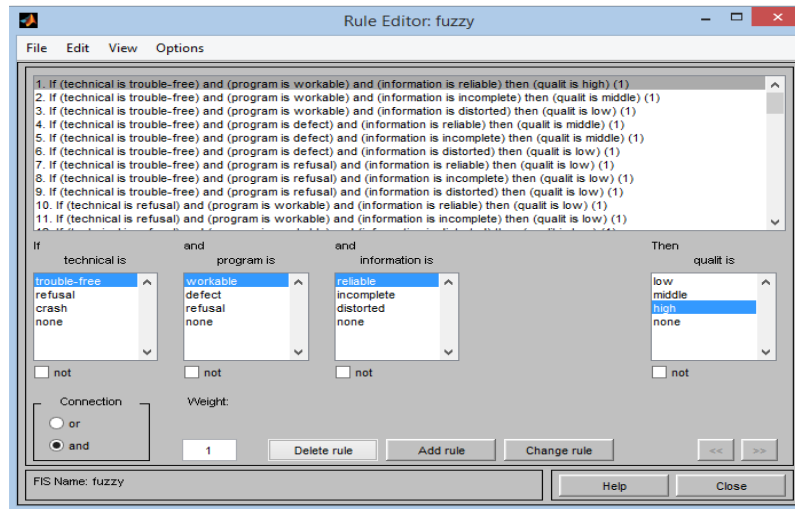 Rule Editor: fuzzy
File Edit View Options
1. If (technical is trouble-free) and (program is workable) and (information is reliable) then (qualit is high) (1)
2. If (technical is trouble-free) and (program is workable) and (information is incomplete) then (qualit is middle) (1)
3. If (technical is trouble-free) and (program is workable) and (information is distorted) then (qualit is low) (1)
4. If (technical is trouble-free) and (program is defect) and (information is reliable) then (qualit is middle) (1)
5. If (technical is trouble-free) and (program is defect) and (information is incomplete) then (qualit is middle) (1)
6. If (technical is trouble-free) and (program is defect) and (information is distorted) then (qualit is low) (1)
7. If (technical is trouble-free) and (program is refusal) and (information is reliable) then (qualit is low) (1)
8. If (technical is trouble-free) and (program is refusal) and (information is incomplete) then (qualit is low) (1)
9. If (technical is trouble-free) and (program is refusal) and (information is distorted) then (qualit is low) (1)
10. If (technical is refusal) and (program is workable) and (information is reliable) then (qualit is low) (1)
11. If (technical is refusal) and (program is workable) and (information is incomplete) then (qualit is low) (1)
If and and Then
technical is program is information is qualit is
trouble-free workable reliable low
refusal defect incomplete middle
crash refusal distorted high
none none none none
not not not not
Connection Weight:
or
and 1 Delete rule Add rule Change rule << >>
FIS Name: fuzzy Help Close